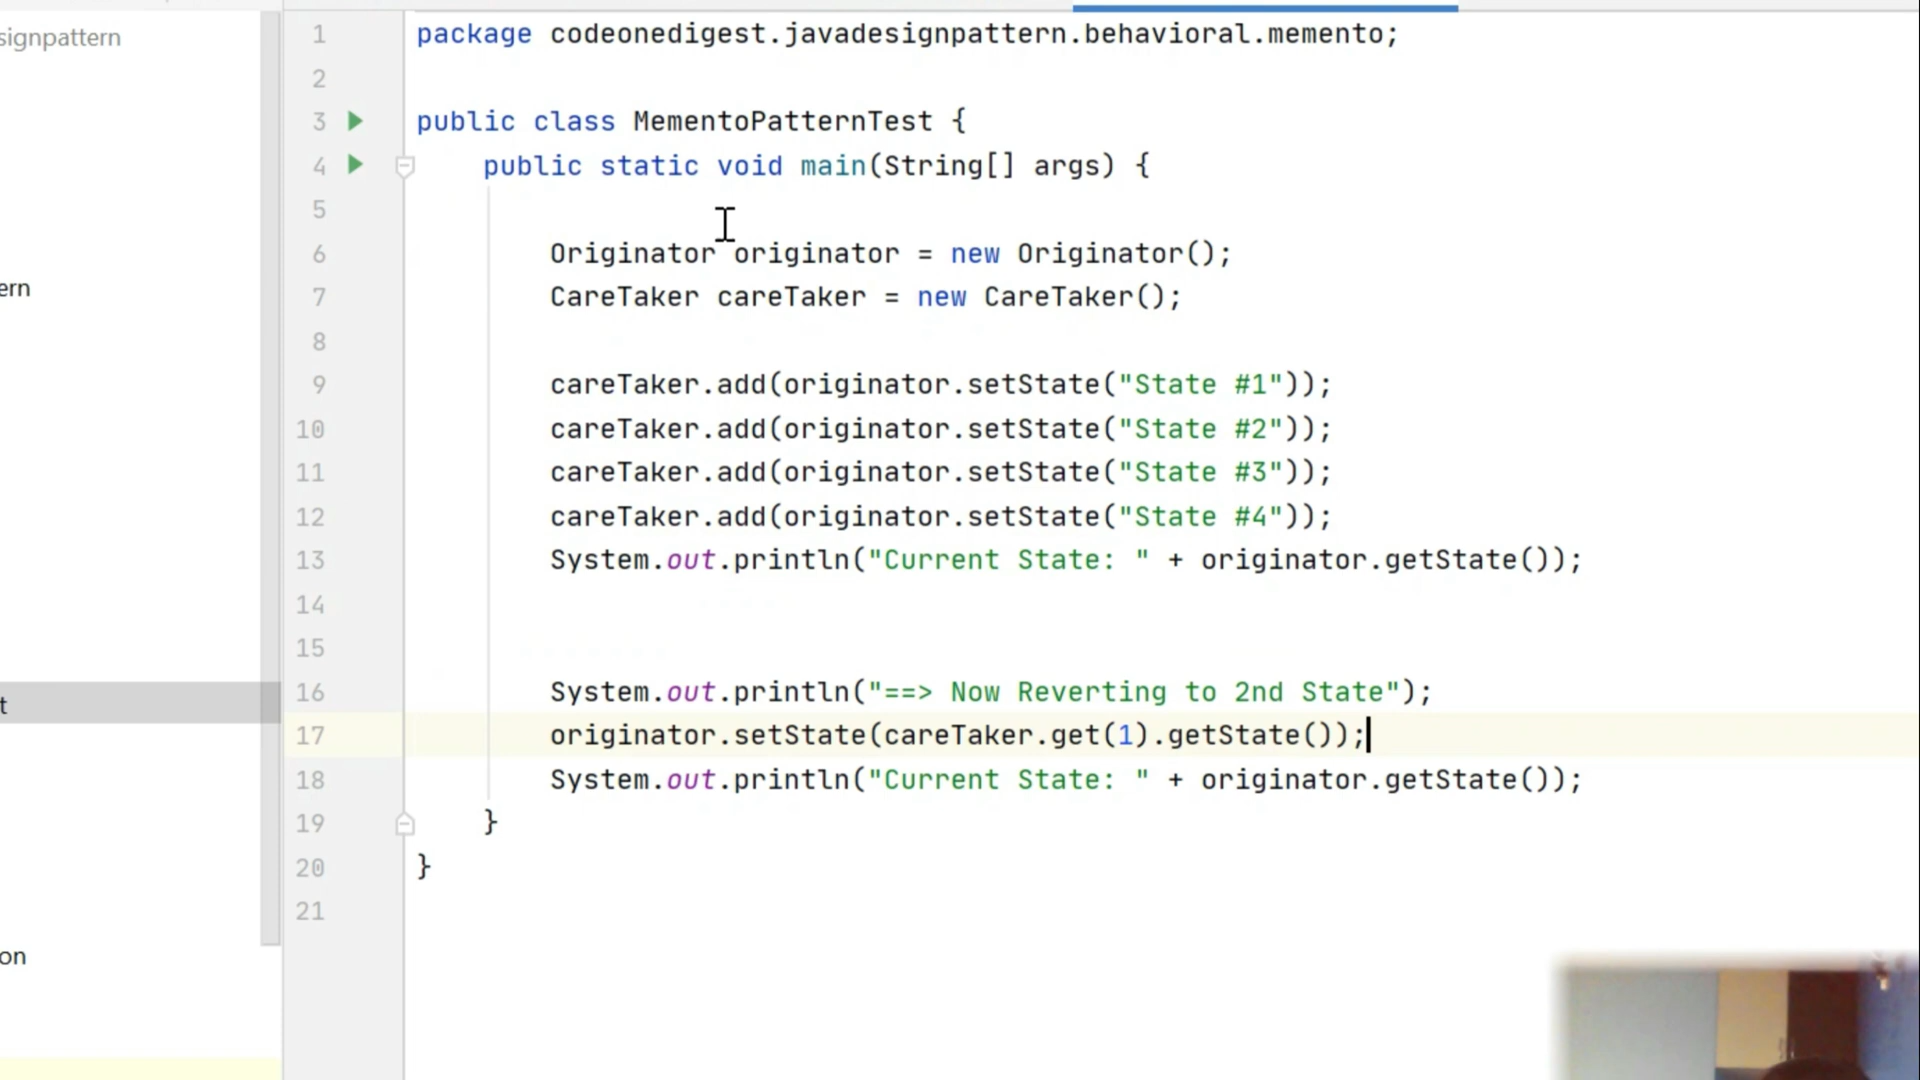 signpattern
ern
t
on
1 package codeonedigest.javadesignpattern.behavioral.memento;
2
3 public class MementoPatternTest {
4 public static void main(String[] args) {
5
6 Originator originator = new Originator();
7 CareTaker careTaker = new CareTaker();
8
9 careTaker.add(originator.setState("State #1"));
10 careTaker.add(originator.setState("State #2"));
11 careTaker.add(originator.setState("State #3"));
12 careTaker.add(originator.setState("State #4"));
13 System.out.println("Current State: " + originator.getState());
14
15
16 System.out.println("==> Now Reverting to 2nd State");
17 originator.setState(careTaker.get(1).getState());
18 System.out.println("Current State: " + originator.getState());
19 }
20 }
21